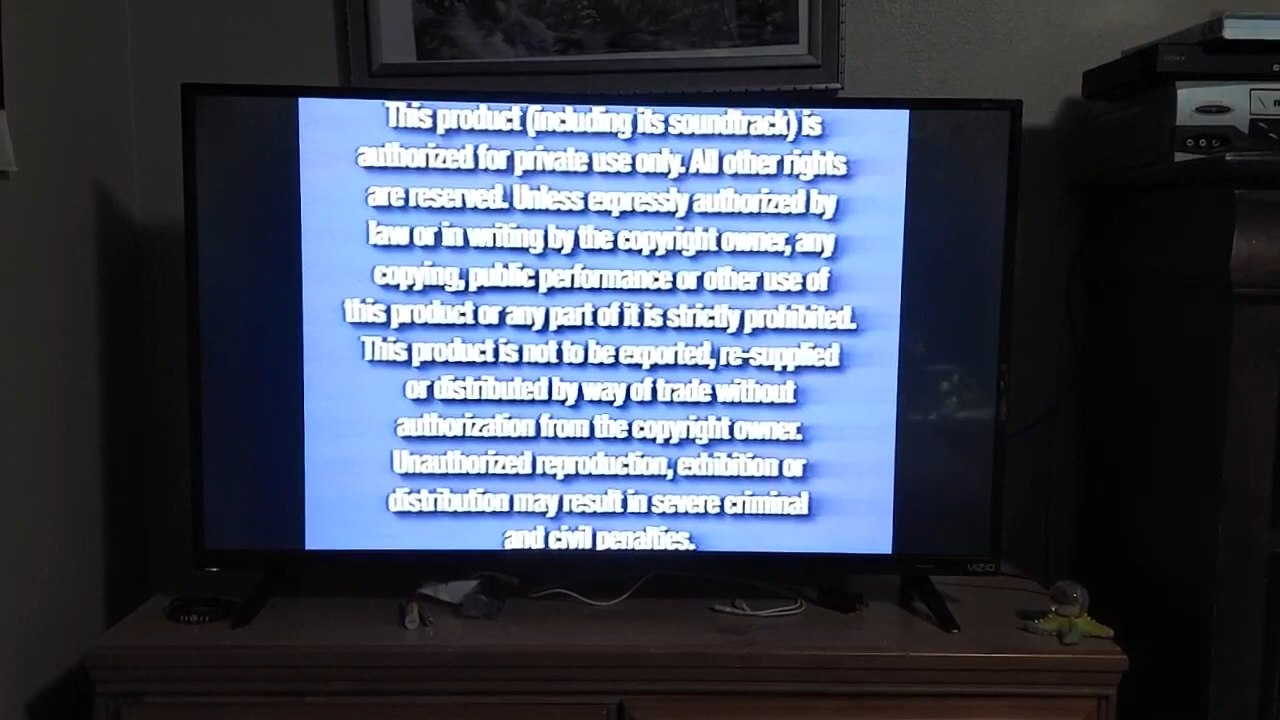 This product (including its soundtrack) is
authorized for private use only. All other rights
are reserved. Unless expressly authorized by
law or in writing by the copyright owner, any
copying, public performance or other use of
this product or any part of it is strictly prohibited.
This product is not to be exported, re-supplied
or distributed by way of trade without
authorization from the copyright owner.
Unauthorized reproduction, exhibition or
distribution may result in severe criminal
and civil penalties.
VIZIO
SONY